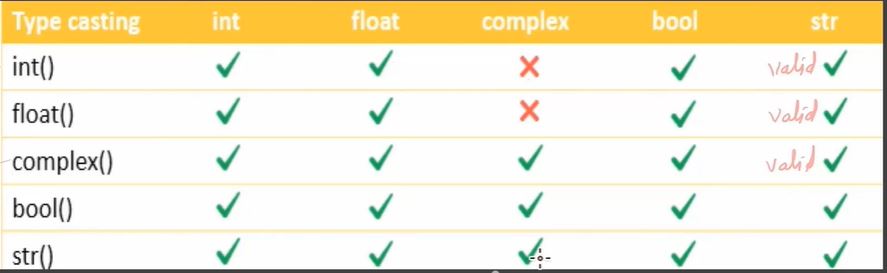 Type casting int float complex bool str
int() ✓ ✓ ✗ ✓ valid ✓
float() ✓ ✓ ✗ ✓ valid ✓
complex() ✓ ✓ ✓ ✓ valid ✓
bool() ✓ ✓ ✓ ✓ ✓
str() ✓ ✓ ✓ ✓ ✓